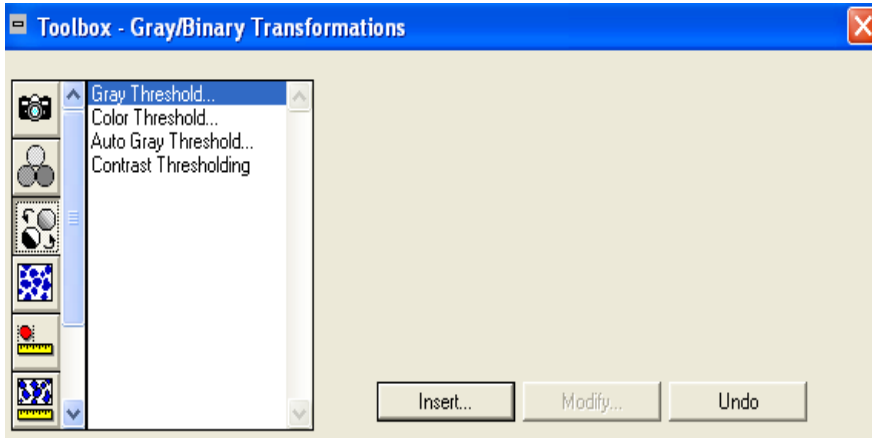 Toolbox - Gray/Binary Transformations
Gray Threshold...
Color Threshold...
Auto Gray Threshold...
Contrast Thresholding
Insert... Modify... Undo